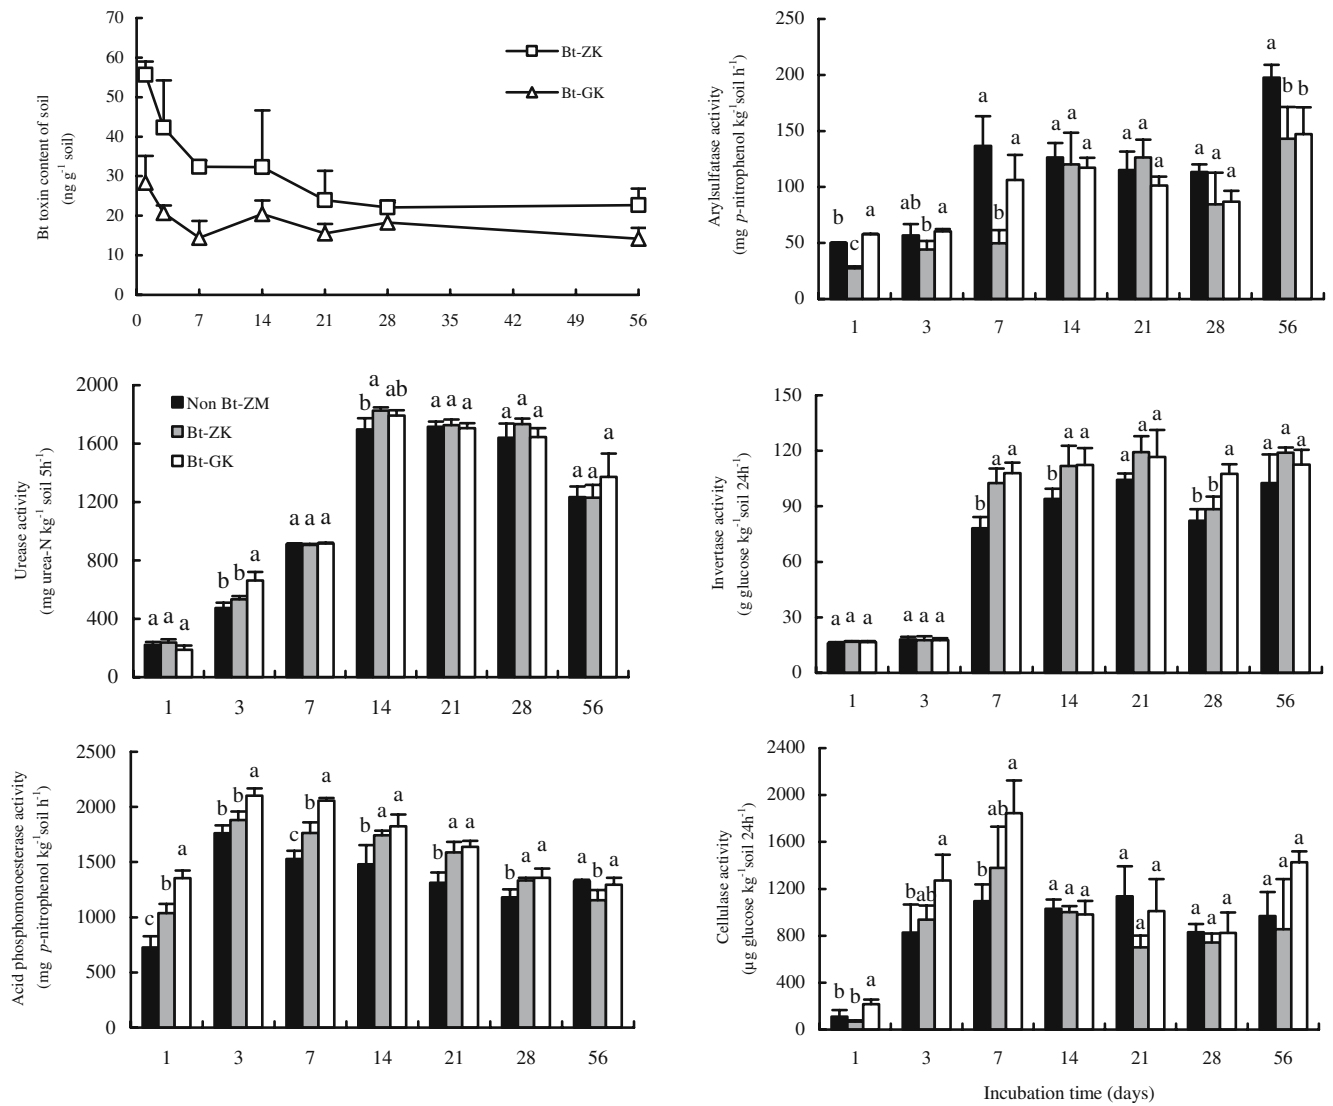 Bt toxin content of soil
(ng g-1 soil)
70
60
50
40
30
20
10
0
0 7 14 21 28 35 42 49 56
Bt-ZK
Bt-GK
Arylsulfatase activity
(mg p-nitrophenol kg-1soil h-1)
250
200
150
100
50
0
b c a
ab b a
a b a
a a a
a a a
a a a
a b b
1 3 7 14 21 28 56
Urease activity
(mg urea-N kg-1 soil 5h-1)
2000
1600
1200
800
400
0
Non Bt-ZM
Bt-ZK
Bt-GK
a a a
b b a
a a a
b a ab
a a a
a a a
a a a
1 3 7 14 21 28 56
Invertase activity
(g glucose kg-1soil 24h-1)
150
120
90
60
30
0
a a a
a a a
b a a
b a a
a a a
b b a
a a a
1 3 7 14 21 28 56
Acid phosphomonoesterase activity
(mg p-nitrophenol kg-1soil h-1)
2500
2000
1500
1000
500
0
c b a
b b a
c b a
b a a
b a a
b a a
a b a
1 3 7 14 21 28 56
Cellulase activity
(μg glucose kg-1soil 24h-1)
2400
2000
1600
1200
800
400
0
b b a
b ab a
b ab a
a a a
a a a
a a a
a a a
1 3 7 14 21 28 56
Incubation time (days)